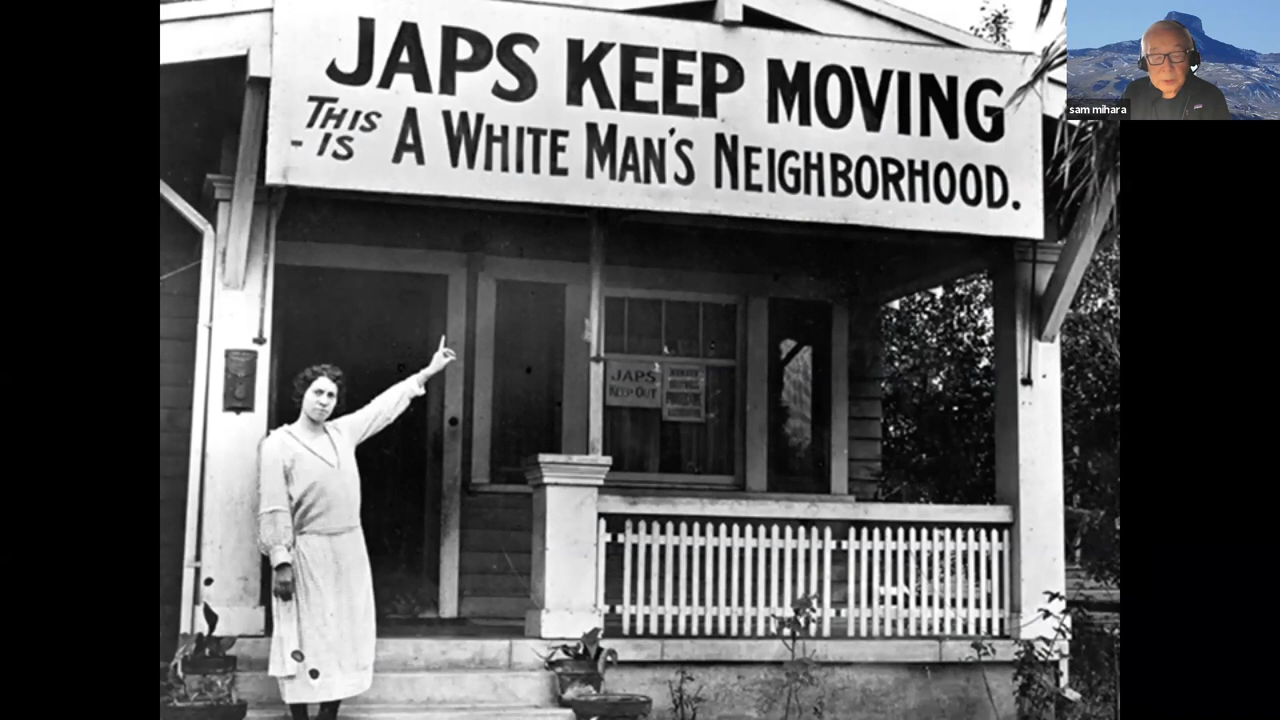 JAPS KEEP MOVING
THIS
- IS A WHITE MAN'S NEIGHBORHOOD.
JAPS
KEEP OUT
sam mihara